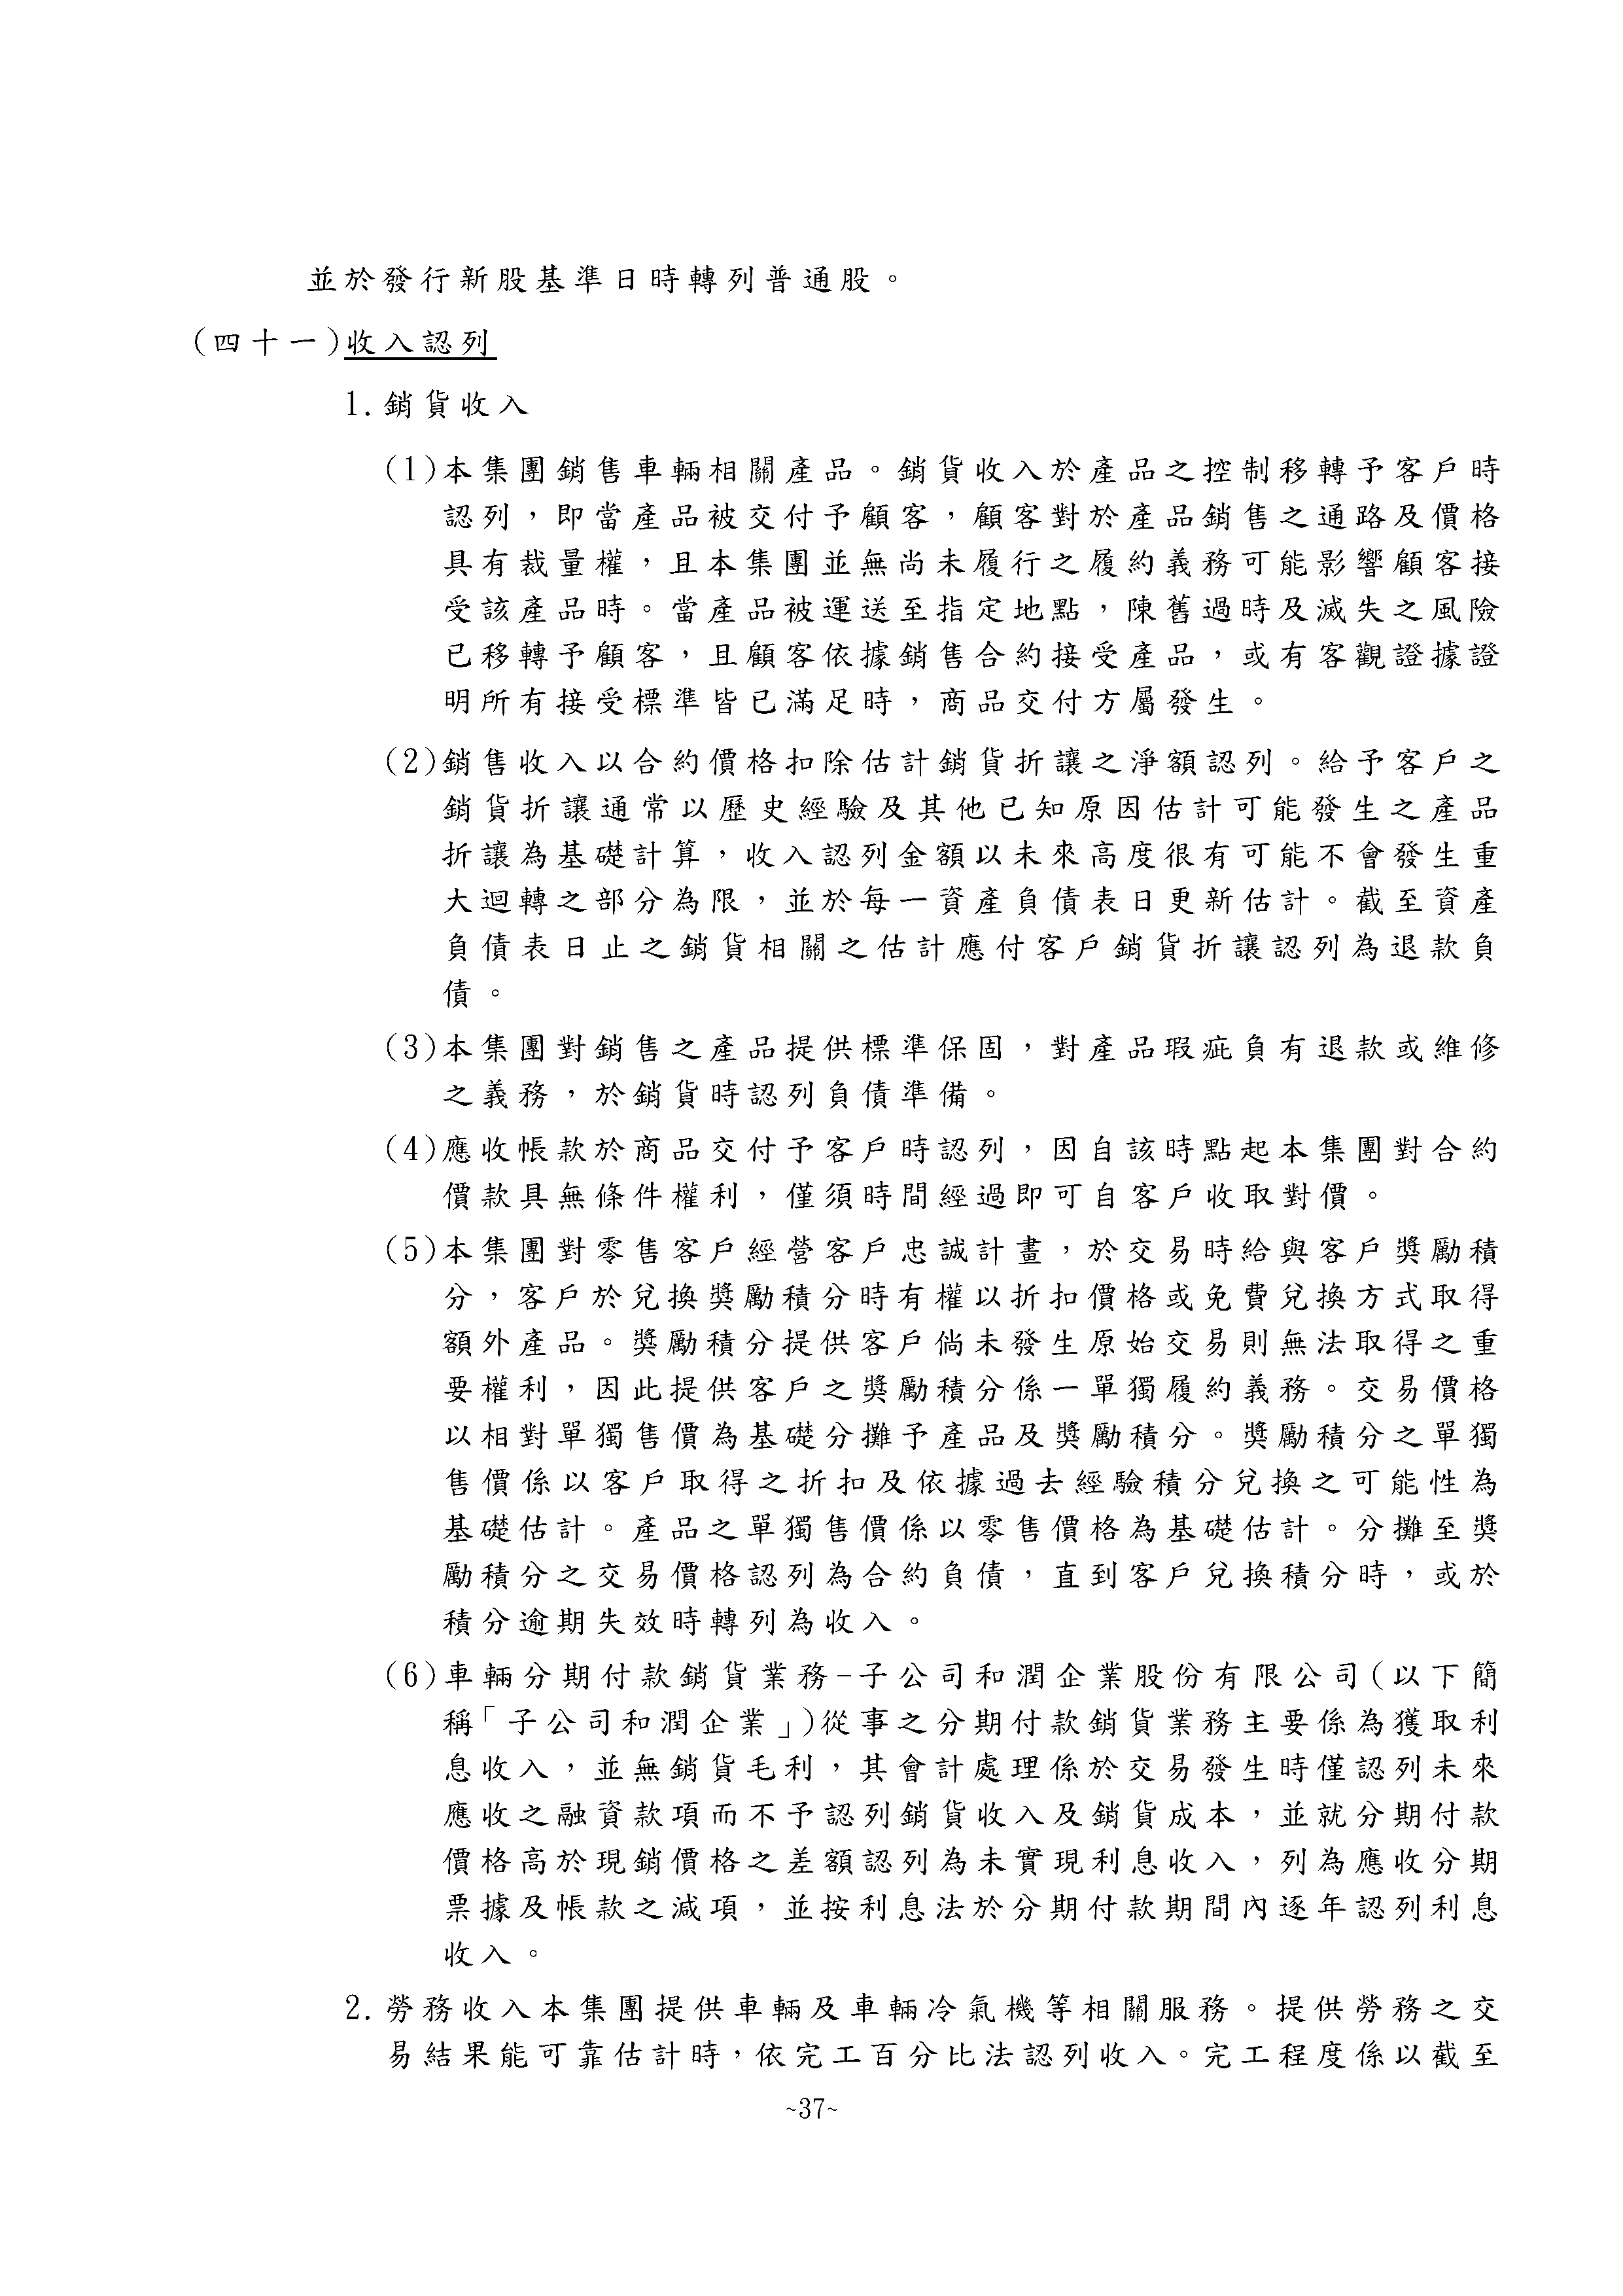 並於發行新股基準日時轉列普通股。
(四十一)收入認列
1.銷貨收入
(1)本集團銷售車輛相關產品。銷貨收入於產品之控制移轉予客戶時
認列，即當產品被交付予顧客，顧客對於產品銷售之通路及價格
具有裁量權，且本集團並無尚未履行之履約義務可能影響顧客接
受該產品時。當產品被運送至指定地點，陳舊過時及滅失之風險
已移轉予顧客，且顧客依據銷售合約接受產品，或有客觀證據證
明所有接受標準皆已滿足時，商品交付方屬發生。
(2)銷售收入以合約價格扣除估計銷貨折讓之淨額認列。給予客戶之
銷貨折讓通常以歷史經驗及其他已知原因估計可能發生之產品
折讓為基礎計算，收入認列金額以未來高度很有可能不會發生重
大迴轉之部分為限，並於每一資產負債表日更新估計。截至資產
負債表日止之銷貨相關之估計應付客戶銷貨折讓認列為退款負
債。
(3)本集團對銷售之產品提供標準保固，對產品瑕疵負有退款或維修
之義務，於銷貨時認列負債準備。
(4)應收帳款於商品交付予客戶時認列，因自該時點起本集團對合約
價款具無條件權利，僅須時間經過即可自客戶收取對價。
(5)本集團對零售客戶經營客戶忠誠計畫，於交易時給與客戶獎勵積
分，客戶於兌換獎勵積分時有權以折扣價格或免費兌換方式取得
額外產品。獎勵積分提供客戶倘未發生原始交易則無法取得之重
要權利，因此提供客戶之獎勵積分係一單獨履約義務。交易價格
以相對單獨售價為基礎分攤予產品及獎勵積分。獎勵積分之單獨
售價係以客戶取得之折扣及依據過去經驗積分兌換之可能性為
基礎估計。產品之單獨售價係以零售價格為基礎估計。分攤至獎
勵積分之交易價格認列為合約負債，直到客戶兌換積分時，或於
積分逾期失效時轉列為收入。
(6)車輛分期付款銷貨業務-子公司和潤企業股份有限公司(以下簡
稱「子公司和潤企業」)從事之分期付款銷貨業務主要係為獲取利
息收入，並無銷貨毛利，其會計處理係於交易發生時僅認列未來
應收之融資款項而不予認列銷貨收入及銷貨成本，並就分期付款
價格高於現銷價格之差額認列為未實現利息收入，列為應收分期
票據及帳款之減項，並按利息法於分期付款期間內逐年認列利息
收入。
2.勞務收入本集團提供車輛及車輛冷氣機等相關服務。提供勞務之交
易結果能可靠估計時，依完工百分比法認列收入。完工程度係以截至
~37~